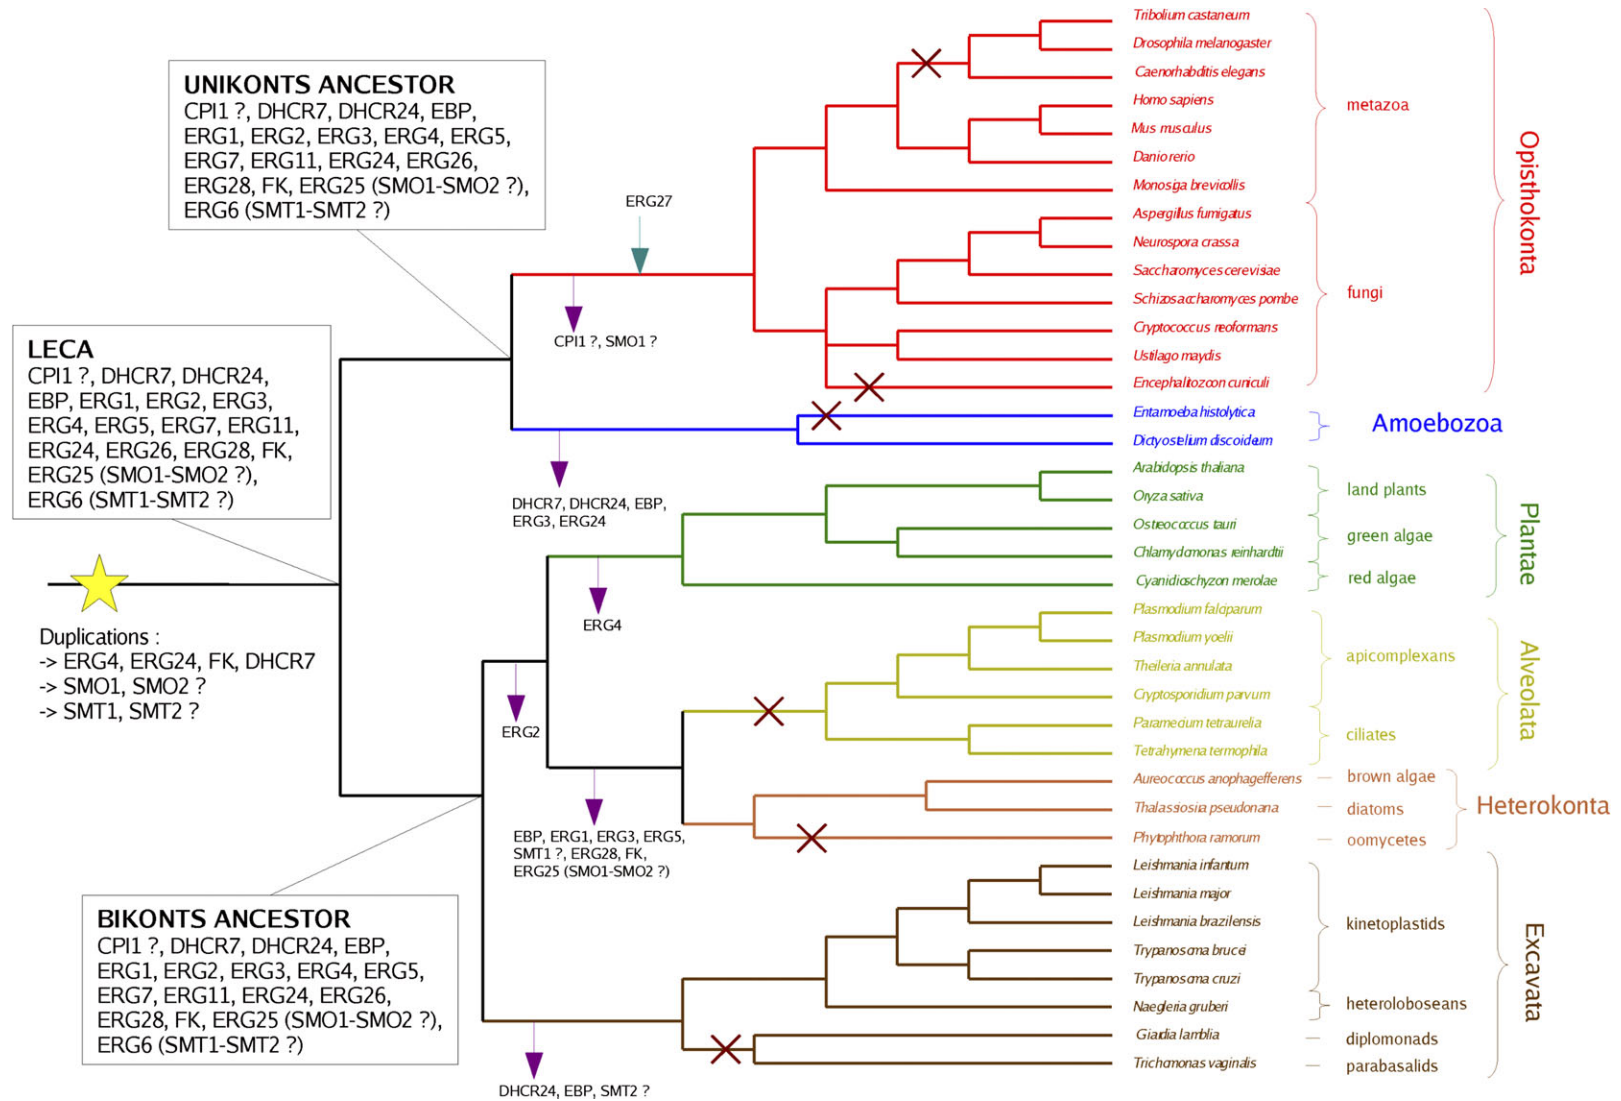 UNIKONTS ANCESTOR
CPI1 ?, DHCR7, DHCR24, EBP,
ERG1, ERG2, ERG3, ERG4, ERG5,
ERG7, ERG11, ERG24, ERG26,
ERG28, FK, ERG25 (SMO1-SMO2 ?),
ERG6 (SMT1-SMT2 ?)
LECA
CPI1 ?, DHCR7, DHCR24,
EBP, ERG1, ERG2, ERG3,
ERG4, ERG5, ERG7, ERG11,
ERG24, ERG26, ERG28, FK,
ERG25 (SMO1-SMO2 ?),
ERG6 (SMT1-SMT2 ?)
Duplications :
-> ERG4, ERG24, FK, DHCR7
-> SMO1, SMO2 ?
-> SMT1, SMT2 ?
BIKONTS ANCESTOR
CPI1 ?, DHCR7, DHCR24, EBP,
ERG1, ERG2, ERG3, ERG4, ERG5,
ERG7, ERG11, ERG24, ERG26,
ERG28, FK, ERG25 (SMO1-SMO2 ?),
ERG6 (SMT1-SMT2 ?)
ERG27
CPI1 ?, SMO1 ?
DHCR7, DHCR24, EBP,
ERG3, ERG24
ERG4
ERG2
EBP, ERG1, ERG3, ERG5,
SMT1 ?, ERG28, FK,
ERG25 (SMO1-SMO2 ?)
DHCR24, EBP, SMT2 ?
Tribolium castaneum
Drosophila melanogaster
Caenorhabditis elegans
Homo sapiens
Mus musculus
Danio rerio
Monosiga brevicollis
Aspergillus fumigatus
Neurospora crassa
Saccharomyces cerevisiae
Schizosaccharomyces pombe
Cryptococcus neoformans
Ustilago maydis
Encephalitozoon cuniculi
Entamoeba histolytica
Dictyostelium discoideum
Arabidopsis thaliana
Oryza sativa
Ostreococcus tauri
Chlamydomonas reinhardtii
Cyanidioschyzon merolae
Plasmodium falciparum
Plasmodium yoelii
Theileria annulata
Cryptosporidium parvum
Paramecium tetraurelia
Tetrahymena termophila
Aureococcus anophagefferens
Thalassiosia pseudonana
Phytophthora ramorum
Leishmania infantum
Leishmania major
Leishmania brazilensis
Trypanosoma brucei
Trypanosoma cruzi
Naegleria gruberi
Giardia lamblia
Trichomonas vaginalis
metazoa
fungi
land plants
green algae
red algae
apicomplexans
ciliates
brown algae
diatoms
oomycetes
kinetoplastids
heteroloboseans
diplomonads
parabasalids
Opisthokonta
Amoebozoa
Plantae
Alveolata
Heterokonta
Excavata